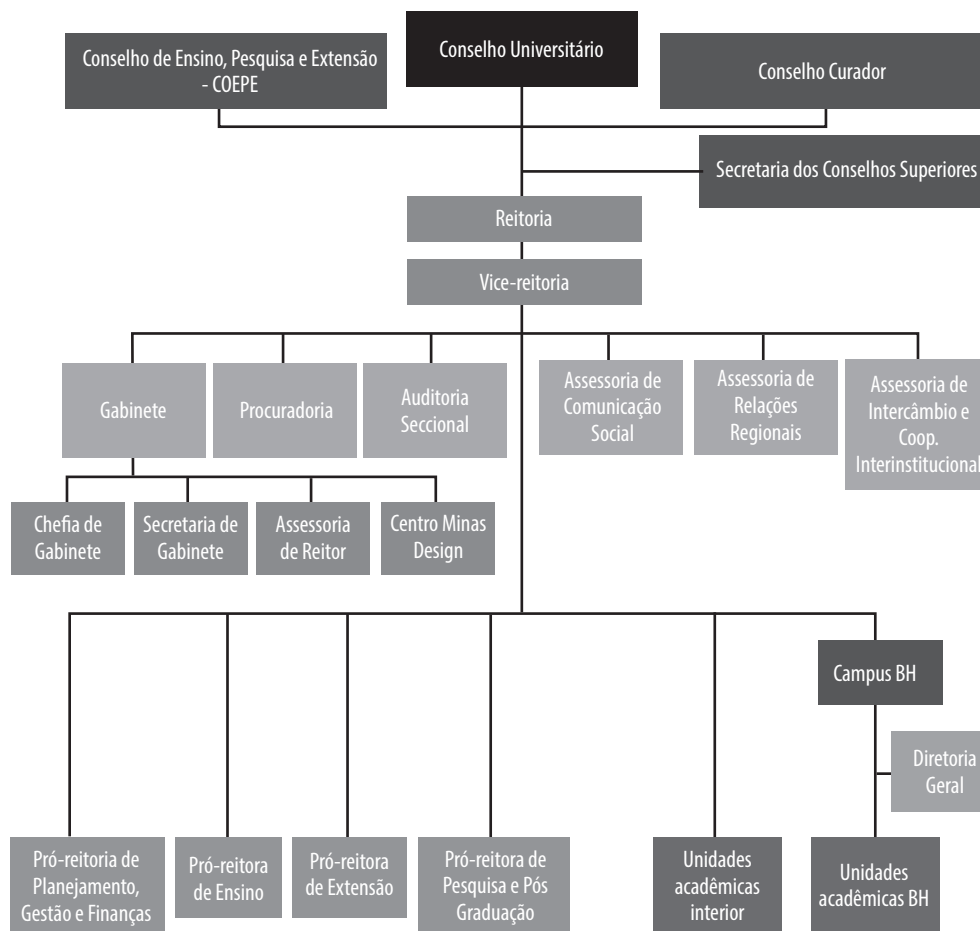 Conselho de Ensino, Pesquisa e Extensão
- COEPE
Conselho Universitário
Conselho Curador
Secretaria dos Conselhos Superiores
Reitoria
Vice-reitoria
Gabinete
Procuradoria
Auditoria
Seccional
Assessoria de
Comunicação
Social
Assessoria de
Relações
Regionais
Assessoria de
Intercâmbio e
Coop.
Interinstitucional
Chefia de
Gabinete
Secretaria de
Gabinete
Assessoria
de Reitor
Centro Minas
Design
Campus BH
Diretoria
Geral
Pró-reitoria de
Planejamento,
Gestão e Finanças
Pró-reitora
de Ensino
Pró-reitora
de Extensão
Pró-reitora de
Pesquisa e Pós
Graduação
Unidades
acadêmicas
interior
Unidades
acadêmicas BH